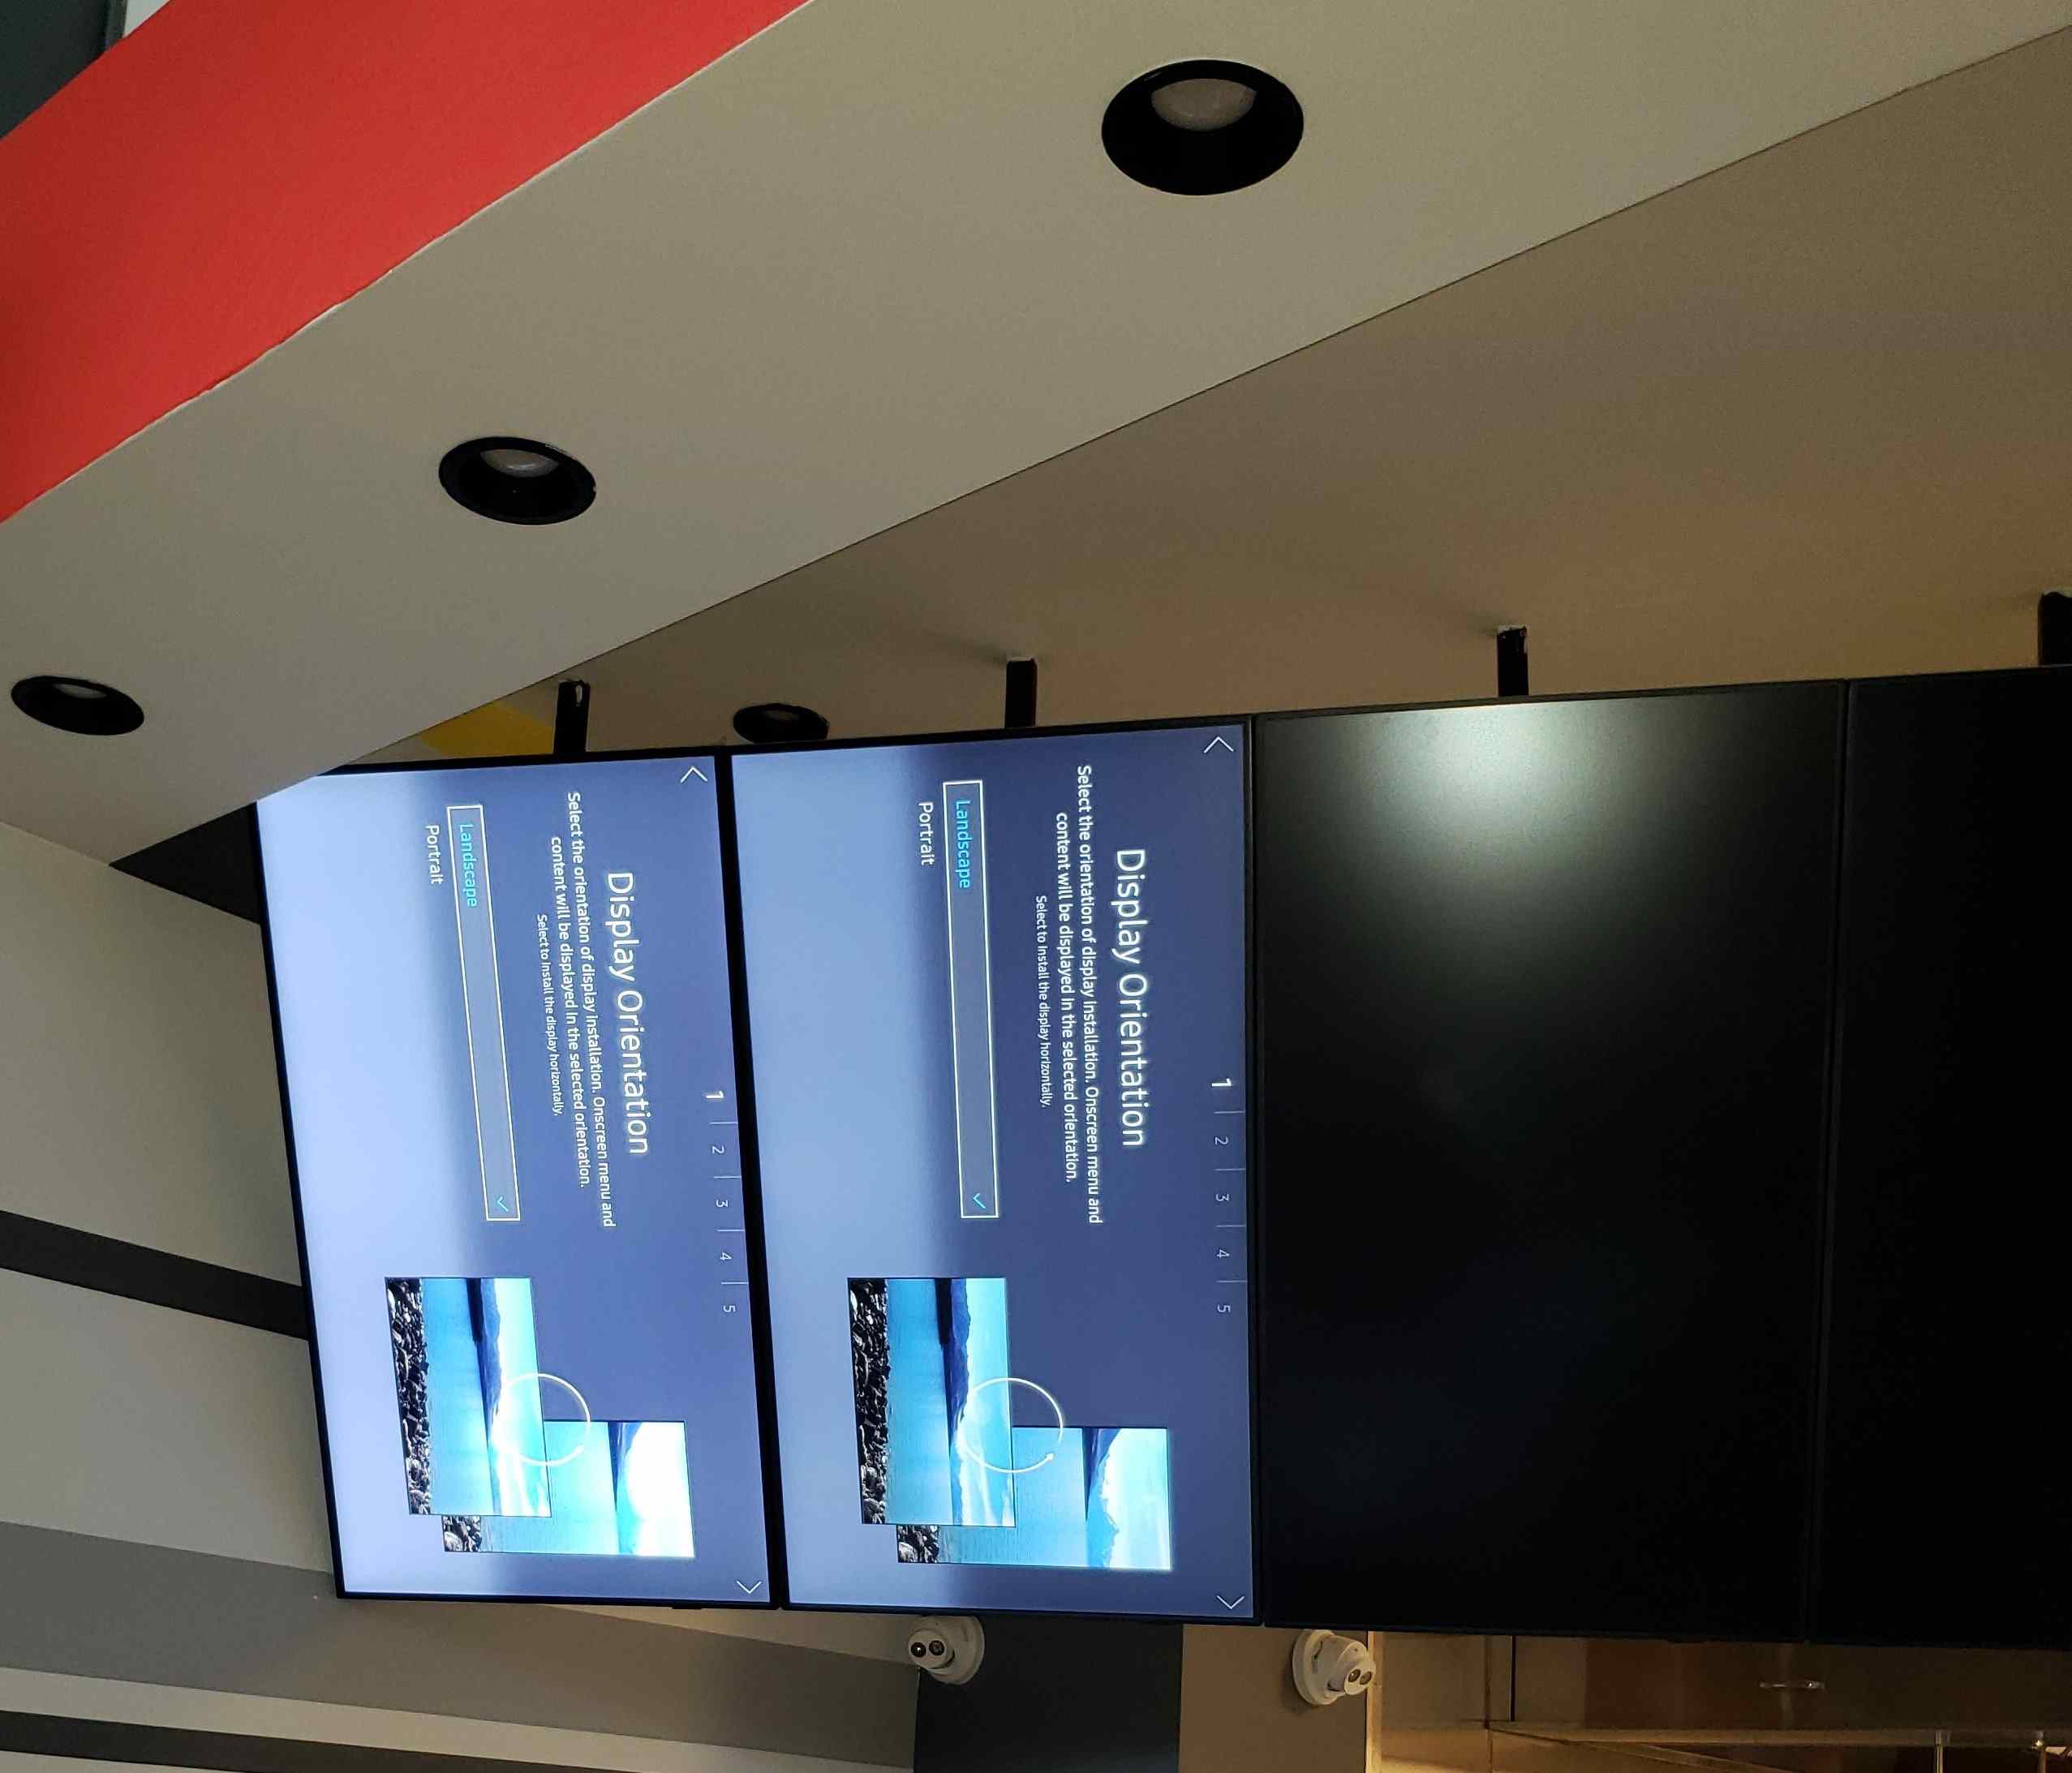 1 2 3 4 5
Display Orientation
Select the orientation of display installation. Onscreen menu and
content will be displayed in the selected orientation.
Select to install the display horizontally.
Landscape
Portrait
1 2 3 4 5
Display Orientation
Select the orientation of display installation. Onscreen menu and
content will be displayed in the selected orientation.
Select to install the display horizontally.
Landscape
Portrait